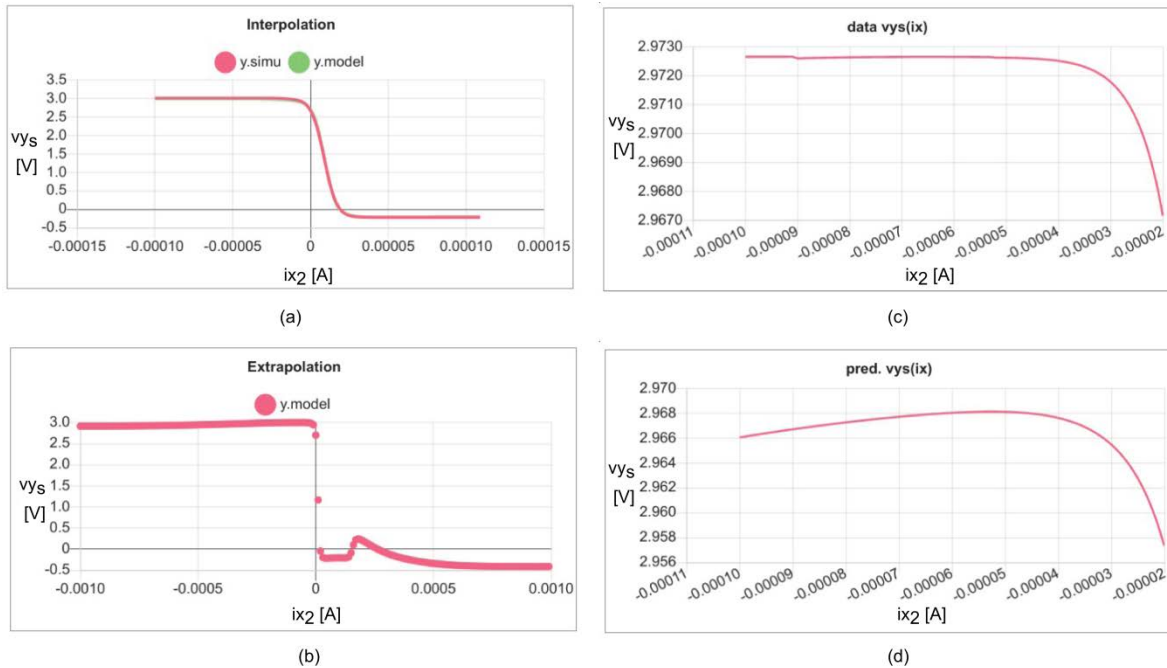 Interpolation
y.simu y.model
3.5
3.0
2.5
2.0
1.5
1.0
0.5
0
-0.5
vys
[V]
-0.00015 -0.00010 -0.00005 0 0.00005 0.00010 0.00015
ix2 [A]
(a)
data vys(ix)
2.9730
2.9720
2.9710
2.9700
2.9690
2.9680
2.9670
vys
[V]
-0.00011 -0.00010 -0.00009 -0.00008 -0.00007 -0.00006 -0.00005 -0.00004 -0.00003 -0.00002
ix2 [A]
(c)
Extrapolation
y.model
3.0
2.5
2.0
1.5
1.0
0.5
0
-0.5
vys
[V]
-0.0010 -0.0005 0 0.0005 0.0010
ix2 [A]
(b)
pred. vys(ix)
2.970
2.968
2.966
2.964
2.962
2.960
2.958
2.956
vys
[V]
-0.00011 -0.00010 -0.00009 -0.00008 -0.00007 -0.00006 -0.00005 -0.00004 -0.00003 -0.00002
ix2 [A]
(d)